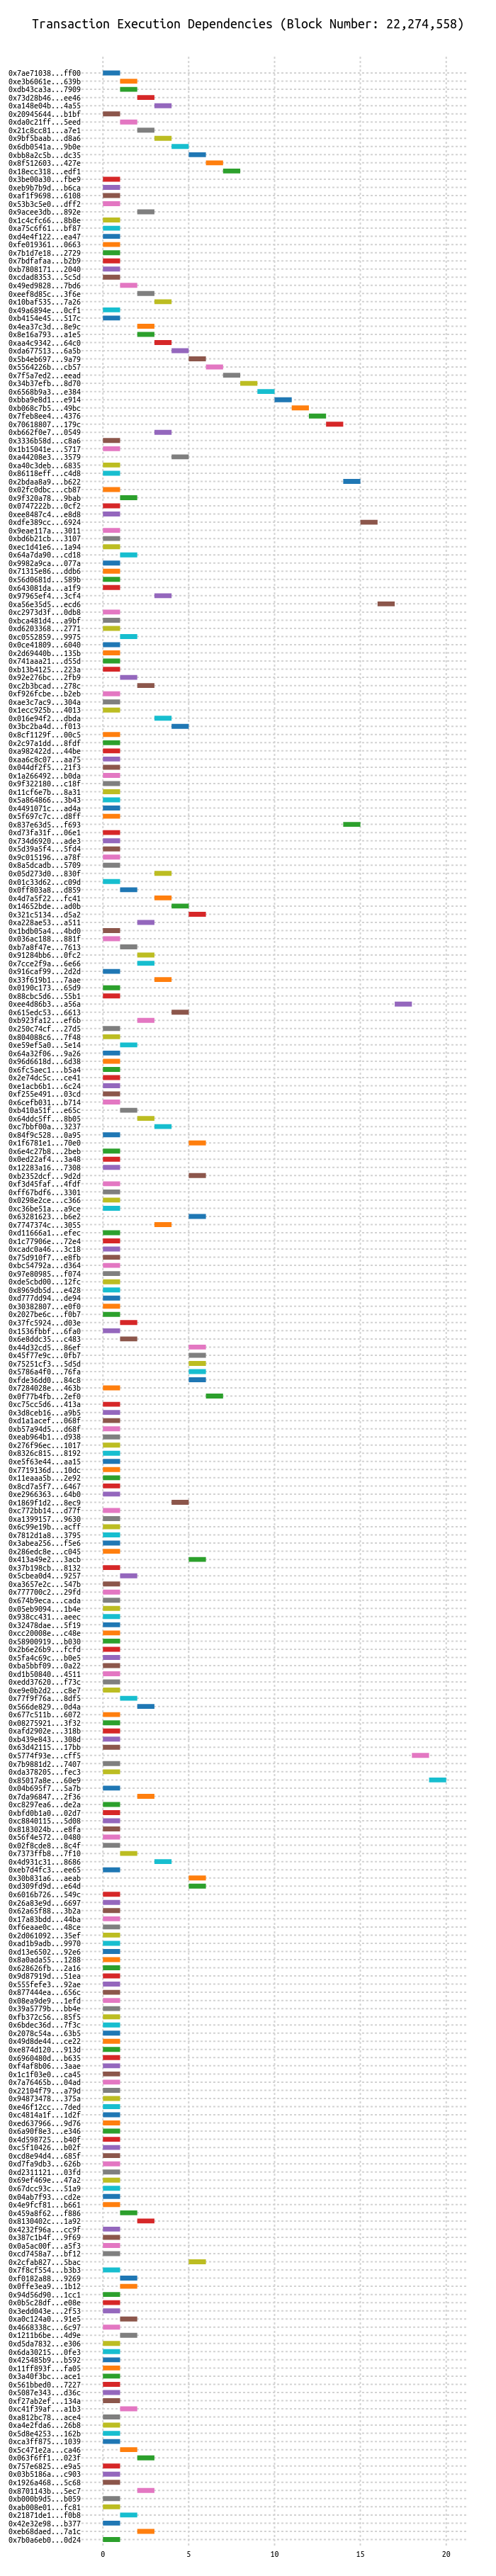 Transaction Execution Dependencies (Block Number: 22,274,558)
0x7ae71038...ff00
0xe3b6061e...639b
0xdb43ca3a...7909
0x73d28b46...ee46
0xa148e04b...4a55
0x20945644...b1bf
0xda0c21ff...5eed
0x21c8cc81...a7e1
0x9bf5baab...d8a6
0x6db0541a...9b0e
0xbb8a2c5b...dc35
0x8f512603...427e
0x18ecc318...edf1
0x3be00a30...fbe9
0xeb9b7b9d...b6ca
0xaf1f9698...6108
0x53b3c5e0...dff2
0x9acee3db...892e
0x1c4cfc66...8b8e
0xa75c6f61...bf87
0xd4e4f122...ea47
0xfe019361...0663
0x7b1d7e18...2729
0x7bdfafaa...b2b9
0xb7808171...2040
0xcdad8353...5c5d
0x49ed9828...7bd6
0xeef8d85c...3f6e
0x10baf535...7a26
0x49a6894e...0cf1
0xb4154e45...517c
0x4ea37c3d...8e9c
0x8e16a793...a1e5
0xaa4c9342...64c0
0xda677513...6a5b
0x5b4eb697...9a79
0x5564226b...cb57
0x7f5a7ed2...eead
0x34b37efb...8d70
0x6568b9a3...e384
0xbba9e8d1...e914
0xb068c7b5...49bc
0x7feb8ee4...4376
0x70618807...179c
0xb662f0e7...0549
0x3336b58d...c8a6
0x1b15041e...5717
0xa44208e3...3579
0xa40c3deb...6835
0x86118eff...c4d8
0x2bdaa8a9...b622
0x02fc0dbc...cb87
0x9f320a78...9bab
0x0747222b...0cf2
0xee8487c4...e8d8
0xdfe389cc...6924
0x9eae117a...3011
0xbd6b21cb...3107
0xec1d41e6...1a94
0x64a7da90...cd18
0x9982a9ca...077a
0x71315e86...ddb6
0x56d0681d...589b
0x643081da...a1f9
0x97965ef4...3cf4
0xa56e35d5...ecd6
0xc2973d3f...0db8
0xbca481d4...a9bf
0xd6203368...2771
0xc0552859...9975
0x0ce41809...6040
0x2d69440b...135b
0x741aaa21...d55d
0xb13b4125...223a
0x92e276bc...2fb9
0xc2b3bcad...278c
0xf926fcbe...b2eb
0xae3c7ac9...304a
0x1ecc925b...4013
0x016e94f2...dbda
0x3bc2ba4d...f013
0x8cf1129f...00c5
0x2c97a1dd...8fdf
0xa982422d...44be
0xaa6c8c07...aa75
0x044df2f5...21f3
0x1a266492...b0da
0x9f322180...c18f
0x11cf6e7b...8a31
0x5a864866...3b43
0x4491071c...ad4a
0x5f697c7c...d8ff
0x837e63d5...f693
0xd73fa31f...06e1
0x734d6920...ade3
0x5d39a5f4...5fd4
0x9c015196...a78f
0x8a5dcadb...5709
0x05d273d0...830f
0x01c33d62...c09d
0x0ff803a8...d859
0x4d7a5f22...fc41
0x14652bde...ad0b
0x321c5134...d5a2
0xa228ae53...a511
0x1bdb05a4...4bd0
0x036ac188...881f
0xb7a8f47e...7613
0x91284bb6...0fc2
0x7cce2f9a...6e66
0x916caf99...2d2d
0x33f619b1...7aae
0x0190c173...65d9
0x88cbc5d6...55b1
0xee4d86b3...a56a
0x615edc53...6613
0xb923fa12...ef6b
0x250c74cf...27d5
0x804088c6...7f48
0xe59ef5a0...5e14
0x64a32f06...9a26
0x96d6618d...6d38
0x6fc5aec1...b5a4
0x2e74dc5c...ce41
0xe1acb6b1...6c24
0xf255e491...03cd
0x6cefb031...b714
0xb410a51f...e65c
0x64ddc5ff...8b05
0xc7bbf00a...3237
0x84f9c528...0a95
0x1f6781e1...70e0
0x6e4c27b8...2beb
0x0ed22af4...3a48
0x12283a16...7308
0xb2352dcf...9d2d
0xf3d45faf...4fdf
0xff67bdf6...3301
0x0298e2ce...c366
0xc36be51a...a9ce
0x63281623...b6e2
0x7747374c...3055
0xd11666a1...efec
0x1c77906e...72e4
0xcadc0a46...3c18
0x75d910f7...e8fb
0xbc54792a...d364
0x97e80985...f074
0xde5cbd00...12fc
0x8969db5d...e428
0xd777dd94...de94
0x30382807...e0f0
0x2027be6c...f0b7
0x37fc5924...d03e
0x1536fbbf...6fa0
0x6e8ddc35...c483
0x44d32cd5...86ef
0x45f77e9c...0fb7
0x75251cf3...5d5d
0x5786a4f0...76fa
0xfde36dd0...84c8
0x7284028e...463b
0x0f77b4fb...2ef0
0xc75cc5d6...413a
0x3d8ceb16...a9b5
0xd1a1acef...068f
0xb57a94d5...d68f
0xeab964b1...d938
0x276f96ec...1017
0x8326c815...8192
0xe5f63e44...aa15
0x7719136d...10dc
0x11eaaa5b...2e92
0x8cd7a5f7...6467
0xe2966363...64b0
0x1869f1d2...8ec9
0xc772bb14...d77f
0xa1399157...9630
0x6c99e19b...acff
0x7812d1a8...3795
0x3abea256...f5e6
0x286edc8e...c045
0x413a49e2...3acb
0x37b198cb...8132
0x5cbea0d4...9257
0xa3657e2c...547b
0x777700c2...29fd
0x674b9eca...cada
0x05eb9094...1b4e
0x938cc431...aeec
0x32478dae...5f19
0xcc20008e...c48e
0x58900919...b030
0x2b6e26b9...fcfd
0x5fa4c69c...b0e5
0xba5bbf09...0a22
0xd1b50840...4511
0xedd37620...f73c
0xe9e0b2d2...c8e7
0x77f9f76a...8df5
0x566de829...0d4a
0x677c511b...6072
0x08275921...3f32
0xafd2902e...318b
0xb439e843...308d
0x63d42115...17bb
0x5774f93e...cff5
0x7b9881d2...7407
0xda378205...fec3
0x85017a8e...60e9
0x04b695f7...5a7b
0x7da96847...2f36
0xc8297ea6...de2a
0xbfd0b1a0...02d7
0xc8840115...5d08
0x8183024b...e8fa
0x56f4e572...0480
0x02f8cde8...8c4f
0x7373ffb8...7f10
0x4d931c31...8686
0xeb7d4fc3...ee65
0x30b831a6...aeab
0xd309fd9d...e64d
0x6016b726...549c
0x26a83e9d...6697
0x62a65f88...3b2a
0x17a83bdd...44ba
0xf6eaae0c...48ce
0x2d061092...35ef
0xad1b9adb...9970
0xd13e6502...92e6
0x8a0ada55...1288
0x628626fb...2a16
0x9d87919d...51ea
0x555fefe3...92ae
0x877444ea...656c
0x08ea9de9...1efd
0x39a5779b...bb4e
0xfb372c56...85f5
0x6bdec36d...7f3c
0x2078c54a...63b5
0x49d8de44...ce22
0xe874d120...913d
0x6960480d...b635
0xf4af8b06...3aae
0x1c1f03e0...ca45
0x7a76465b...04ad
0x22104f79...a79d
0x94873478...375a
0xe46f12cc...7ded
0xc4814a1f...1d2f
0xed637966...9d76
0x6a90f8e3...e346
0x4d598725...b40f
0xc5f10426...b02f
0xcd8e94d4...685f
0xd7fa9db3...626b
0xd2311121...03fd
0x69ef469e...47a2
0x67dcc93c...51a9
0x04ab7f93...cd2e
0x4e9fcf81...b661
0x459a8f62...f886
0x8130402c...1a92
0x4232f96a...cc9f
0x387c1b4f...9f69
0x0a5ac00f...a5f3
0xcd7458a7...bf12
0x2cfab827...5bac
0x7f8cf554...b3b3
0xf0182a88...9269
0x0ffe3ea9...1b12
0x94d56d90...1cc1
0x0b5c28df...e08e
0x3edd043e...2f53
0xa0c124a0...91e5
0x4668338c...6c97
0x1211b6be...4d9e
0xd5da7832...e306
0x6da30215...0fe3
0x425485b9...b592
0x11ff893f...fa05
0x3a40f3bc...ace1
0x561bbed0...7227
0x5087e343...d36c
0xf27ab2ef...134a
0xc41f39af...a1b3
0xa812bc78...ace4
0xa4e2fda6...26b8
0x5d8e4253...162b
0xca3ff875...1039
0x5c471e2a...ca46
0x063f6ff1...023f
0x757e6825...e9a5
0x03b5186a...c903
0x1926a468...5c68
0x8701143b...5ec7
0xb000b9d5...b059
0xab008e01...fc81
0x21871de1...f0b8
0x42e32e98...b377
0xeb68daed...7a1c
0x7b0a6eb0...0d24
0 5 10 15 20